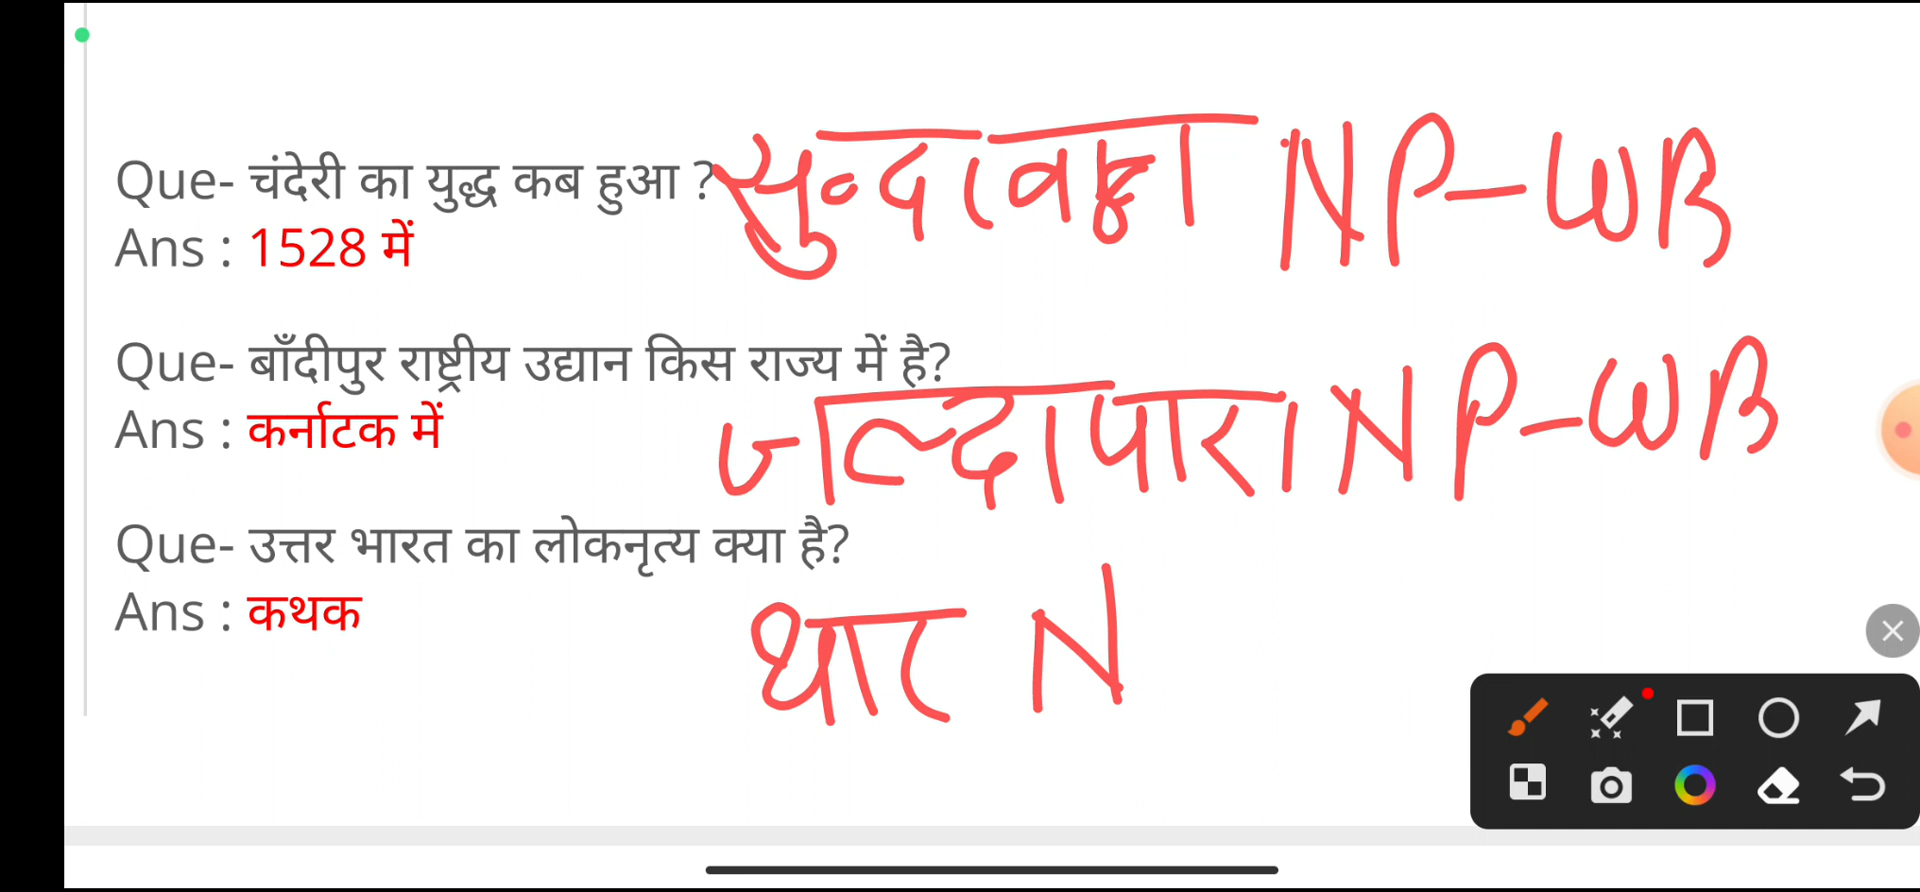 Que- चंदेरी का युद्ध कब हुआ ?
NP-WB
Ans : 1528 में
Que- बाँदीपुर राष्ट्रीय उद्यान किस राज्य में है?
Ans : कर्नाटक में
जल्दापारा NP-WB
Que- उत्तर भारत का लोकनृत्य क्या है?
Ans : कथक
थार N